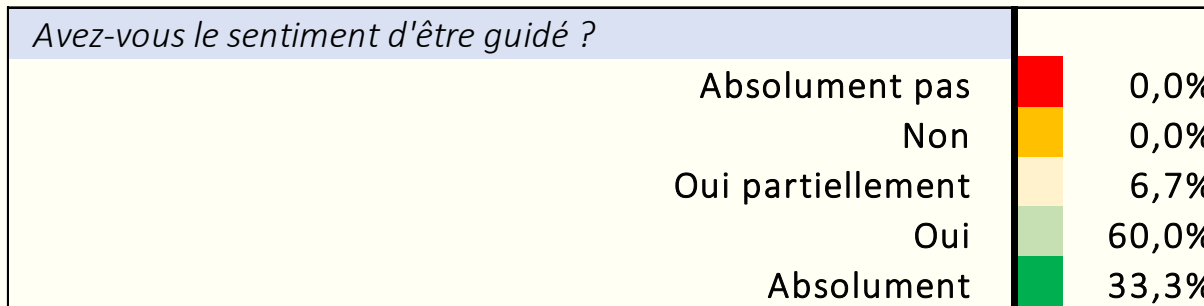 Avez-vous le sentiment d'être guidé ?
Absolument pas 0,0%
Non 0,0%
Oui partiellement 6,7%
Oui 60,0%
Absolument 33,3%